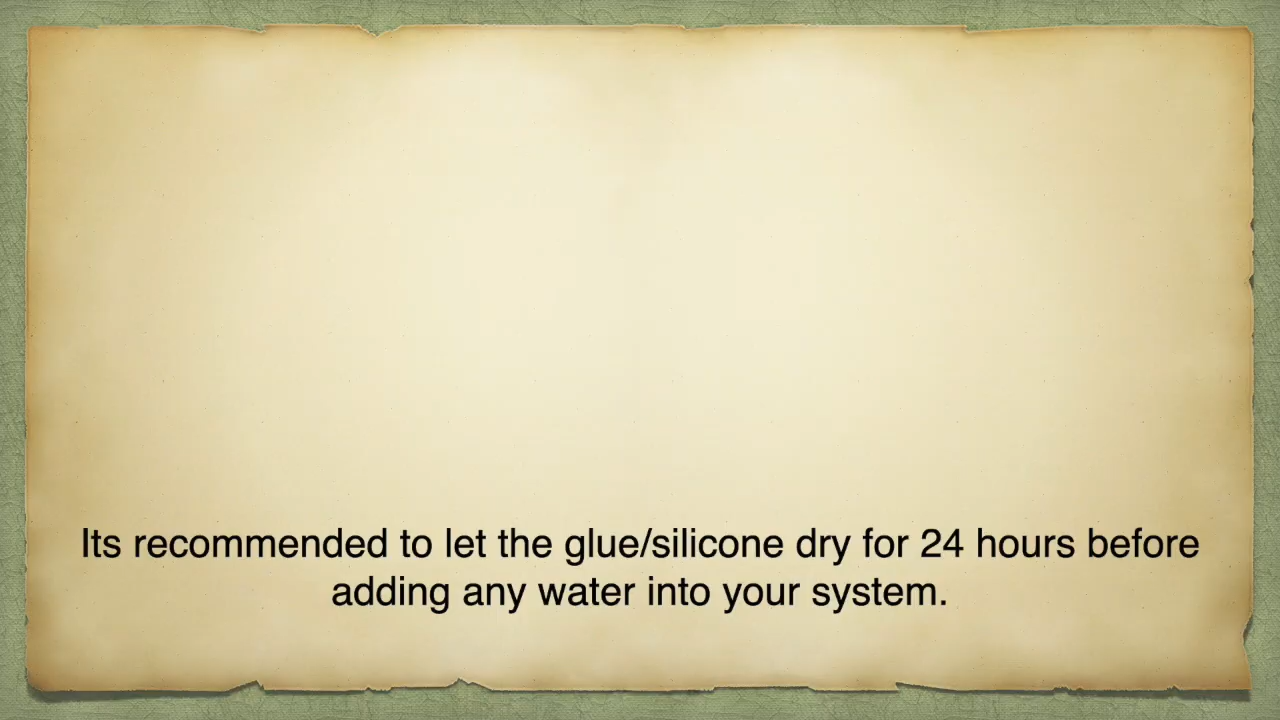 Its recommended to let the glue/silicone dry for 24 hours before
adding any water into your system.